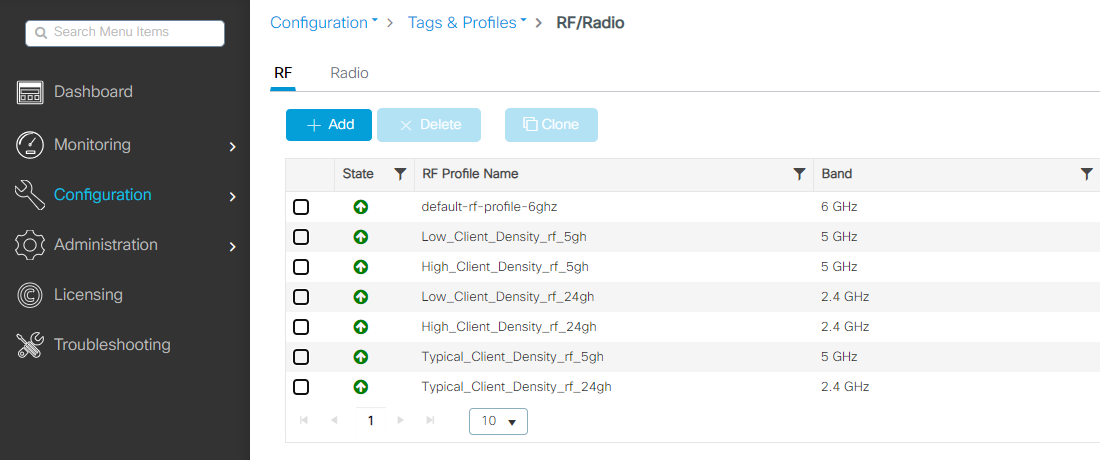 Search Menu Items
Dashboard
Monitoring
Configuration
Administration
Licensing
Troubleshooting
Configuration > Tags & Profiles > RF/Radio
RF Radio
+ Add × Delete Clone
State RF Profile Name Band
default-rf-profile-6ghz 6 GHz
Low_Client_Density_rf_5gh 5 GHz
High_Client_Density_rf_5gh 5 GHz
Low_Client_Density_rf_24gh 2.4 GHz
High_Client_Density_rf_24gh 2.4 GHz
Typical_Client_Density_rf_5gh 5 GHz
Typical_Client_Density_rf_24gh 2.4 GHz
1 10